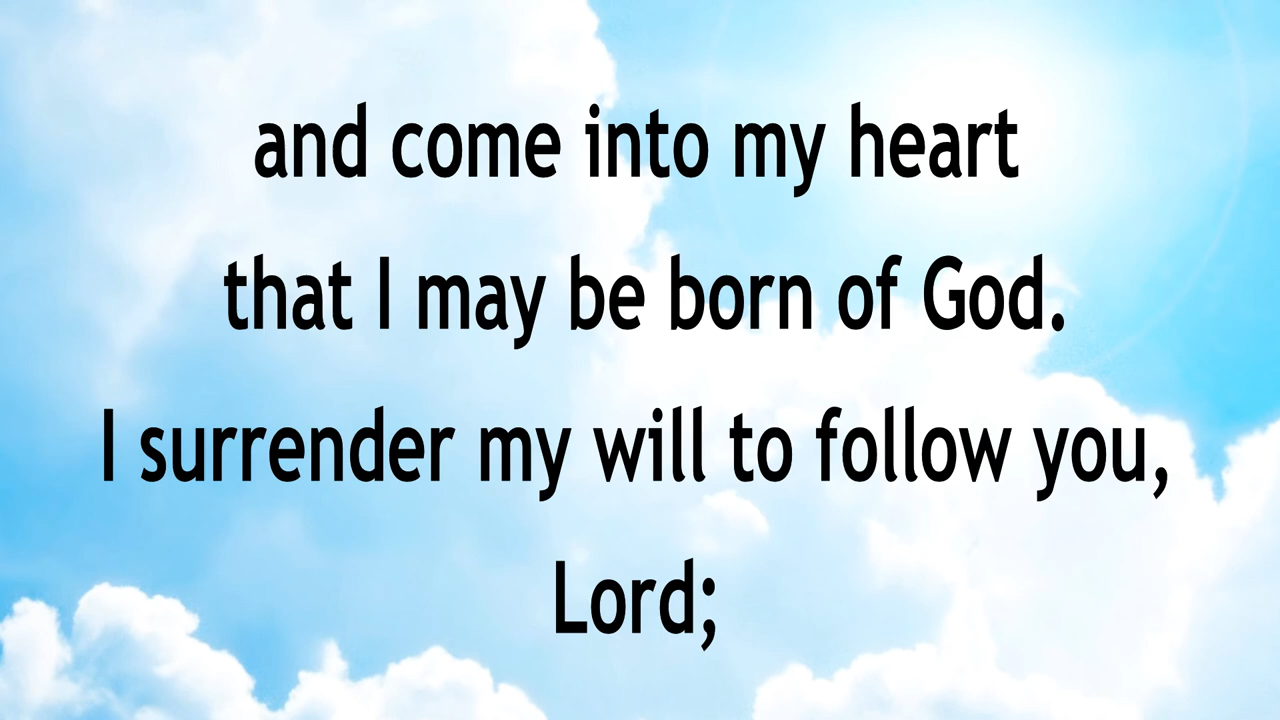 and come into my heart
that I may be born of God.
I surrender my will to follow you,
Lord;